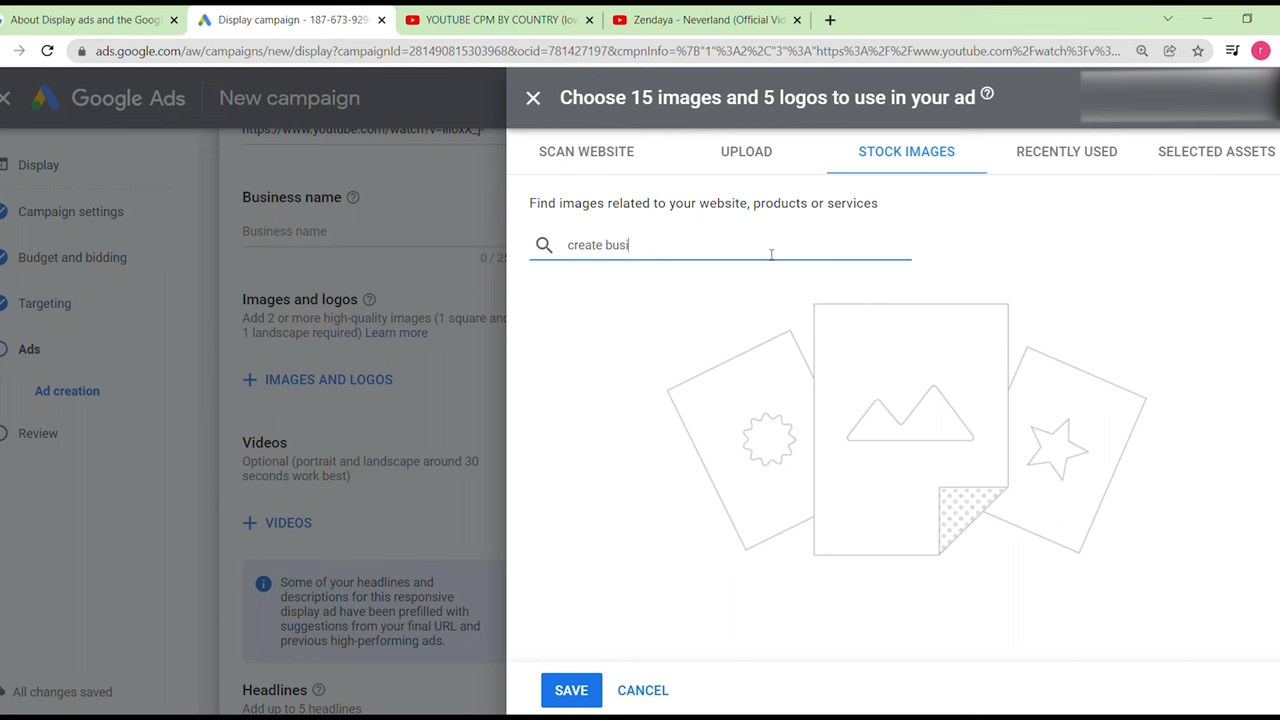 About Display ads and the Googl
Display campaign - 187-673-929
YOUTUBE CPM BY COUNTRY (low
Zendaya - Neverland (Official Vid
ads.google.com/aw/campaigns/new/display?campaignId=281490815303968&ocid=781427197&cmpnInfo=%7B"1"%3A2%2C"3"%3A"https%3A%2F%2Fwww.youtube.com%2Fwatch%3Fv%3...
r
Google Ads
New campaign
Choose 15 images and 5 logos to use in your ad
SCAN WEBSITE
UPLOAD
STOCK IMAGES
RECENTLY USED
SELECTED ASSETS
Find images related to your website, products or services
create busi
Display
Campaign settings
Budget and bidding
Targeting
Ads
Ad creation
Review
All changes saved
Business name
Business name
0 / 25
Images and logos
Add 2 or more high-quality images (1 square and
1 landscape required) Learn more
+ IMAGES AND LOGOS
Videos
Optional (portrait and landscape around 30
seconds work best)
+ VIDEOS
Some of your headlines and
descriptions for this responsive
display ad have been prefilled with
suggestions from your final URL and
previous high-performing ads.
Headlines
Add up to 5 headlines
SAVE
CANCEL